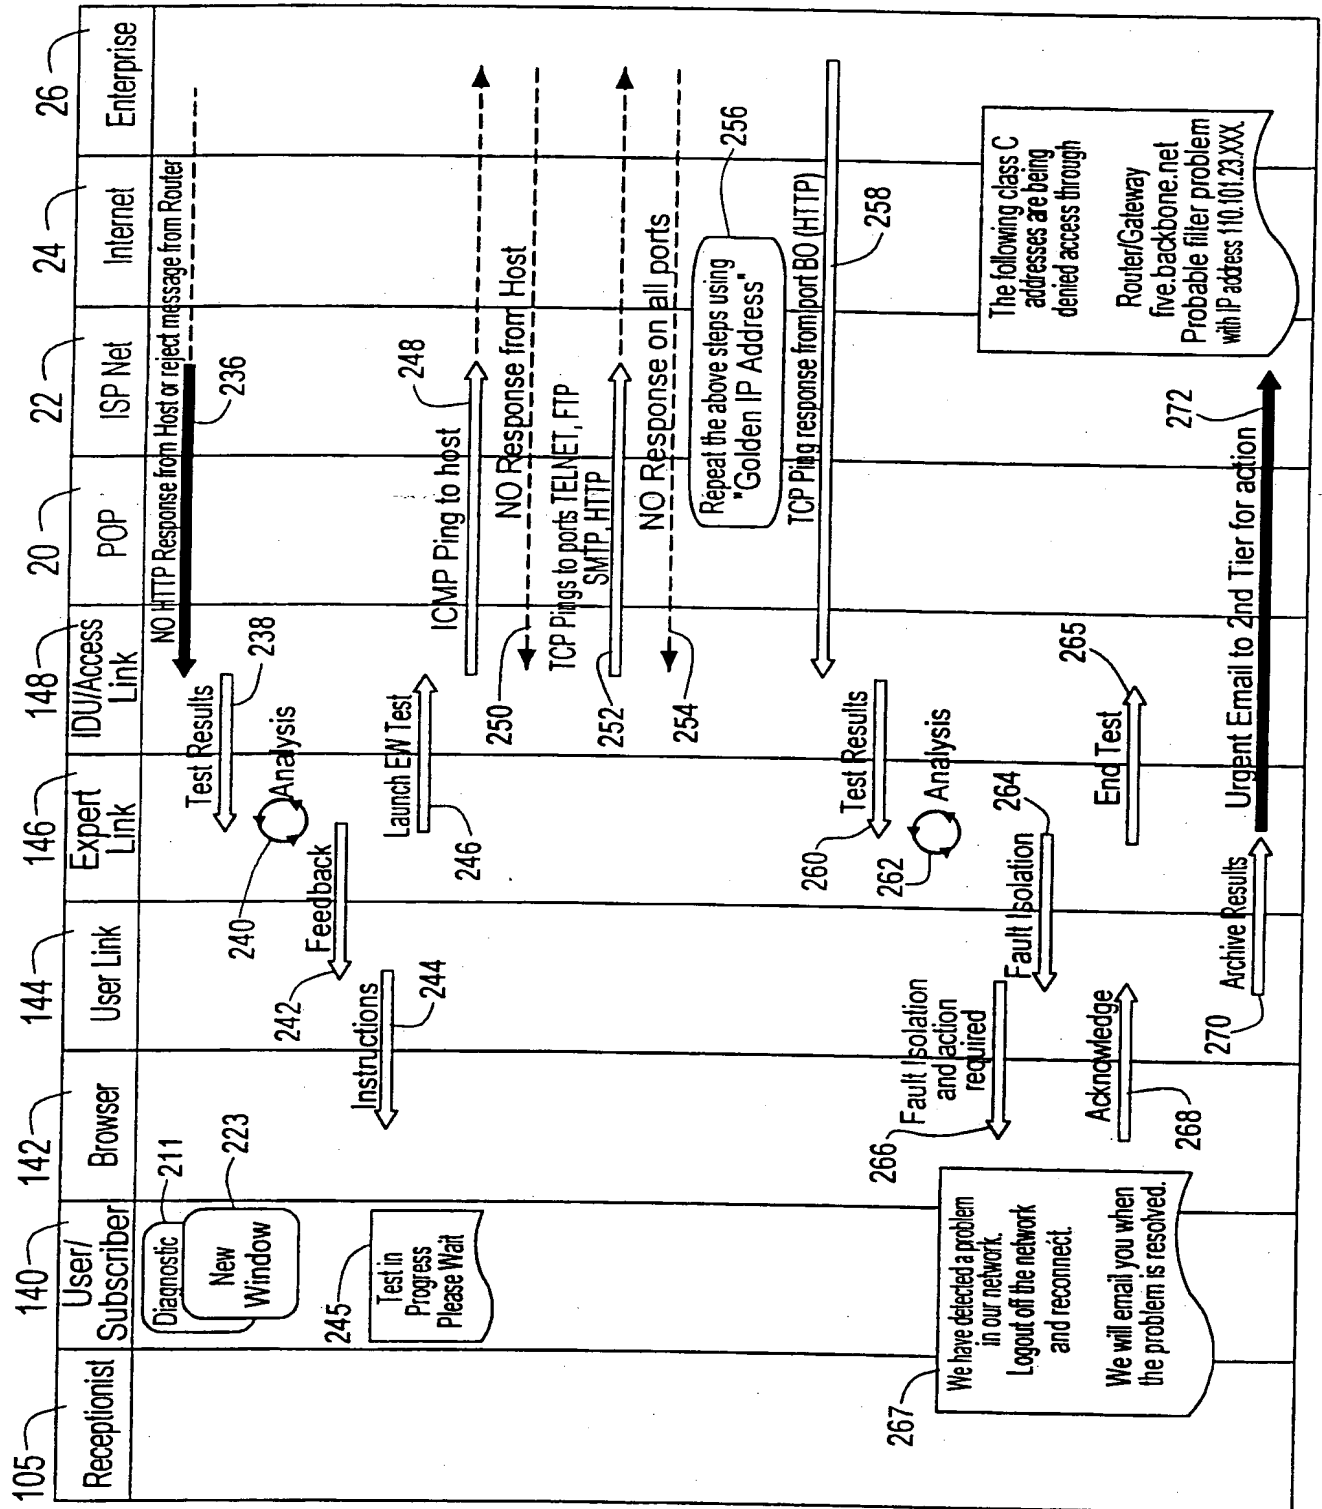 105
140
142
144
146
148
20
22
24
26
Receptionist
User/
Subscriber
Browser
User Link
Expert
Link
IDU/Access
Link
POP
ISP Net
Internet
Enterprise
Diagnostic
211
New
Window
223
NO HTTP Response from Host or reject message from Router
236
Test Results
238
Analysis
240
Feedback
242
Instructions
244
245
Test in
Progress
Please Wait
Launch EW Test
246
ICMP Ping to host
248
NO Response from Host
250
TCP Pings to ports TELNET, FTP
SMTP, HTTP
252
NO Response on all ports
254
Repeat the above steps using
"Golden IP Address"
256
TCP Ping response from port BO (HTTP)
258
Test Results
260
Analysis
262
Fault Isolation
264
End Test
265
Fault Isolation
and action
required
266
267
We have detected a problem
in our network.
Logout off the network
and reconnect.
We will email you when
the problem is resolved.
Acknowledge
268
Archive Results
270
Urgent Email to 2nd Tier for action
272
The following class C
addresses are being
denied access through
Router/Gateway
five.backbone.net
Probable filter problem
with IP address 110.101.23.XXX.